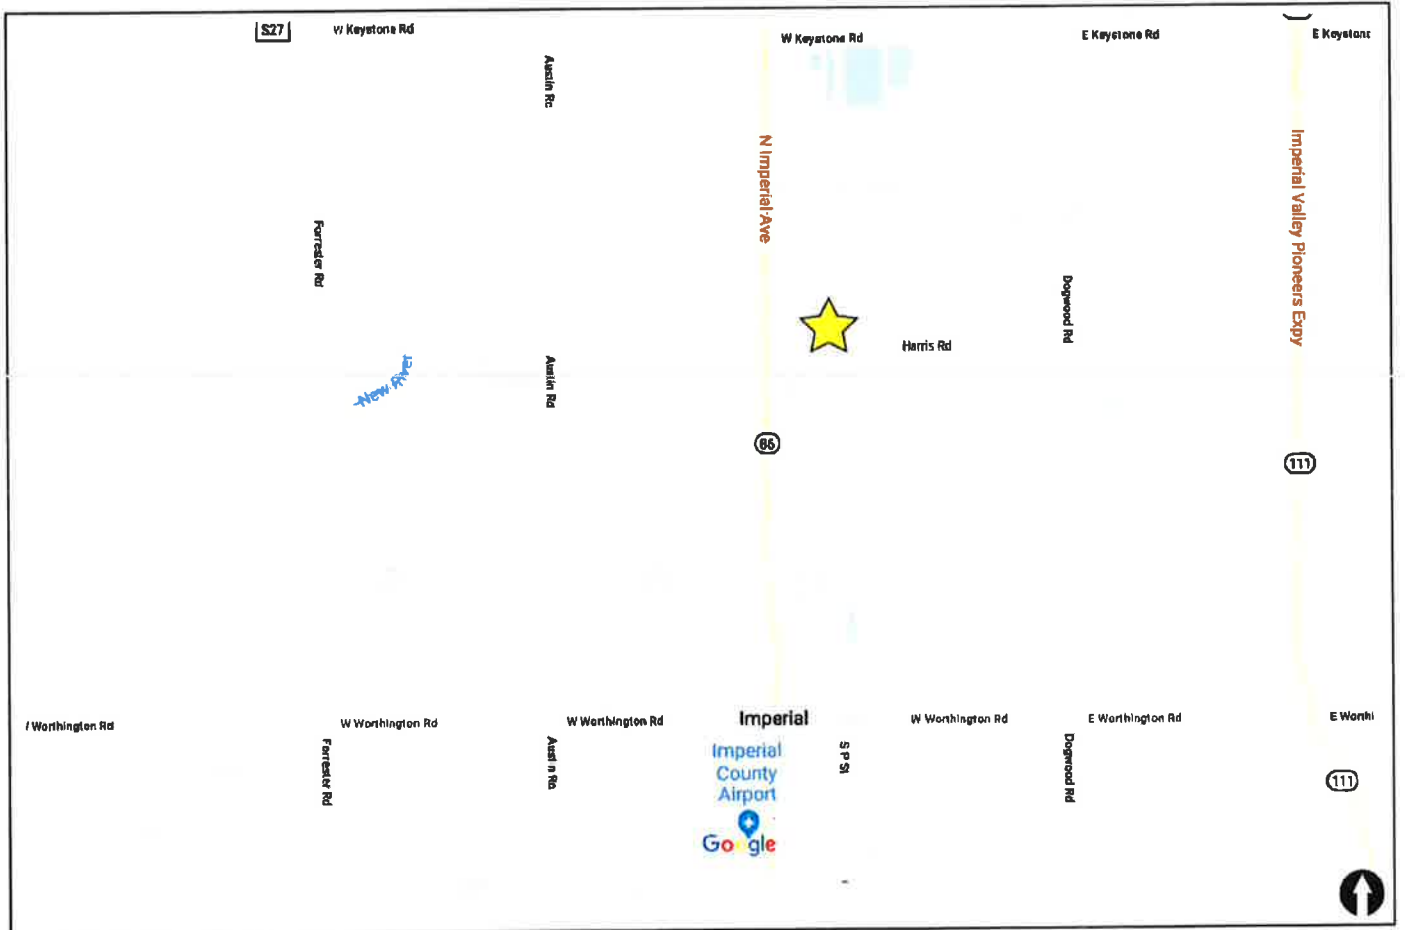 S27
W Keystone Rd
W Keystone Rd
E Keystone Rd
E Keystone
Austin Rd
N Imperial Ave
Imperial Valley Pioneers Expy
Forrester Rd
Dogwood Rd
Harris Rd
New River
Austin Rd
86
111
/ Worthington Rd
W Worthington Rd
W Worthington Rd
Imperial
W Worthington Rd
E Worthington Rd
E Worthi
Forrester Rd
Austin Rd
Imperial
County
Airport
S P St
Dogwood Rd
111
Google